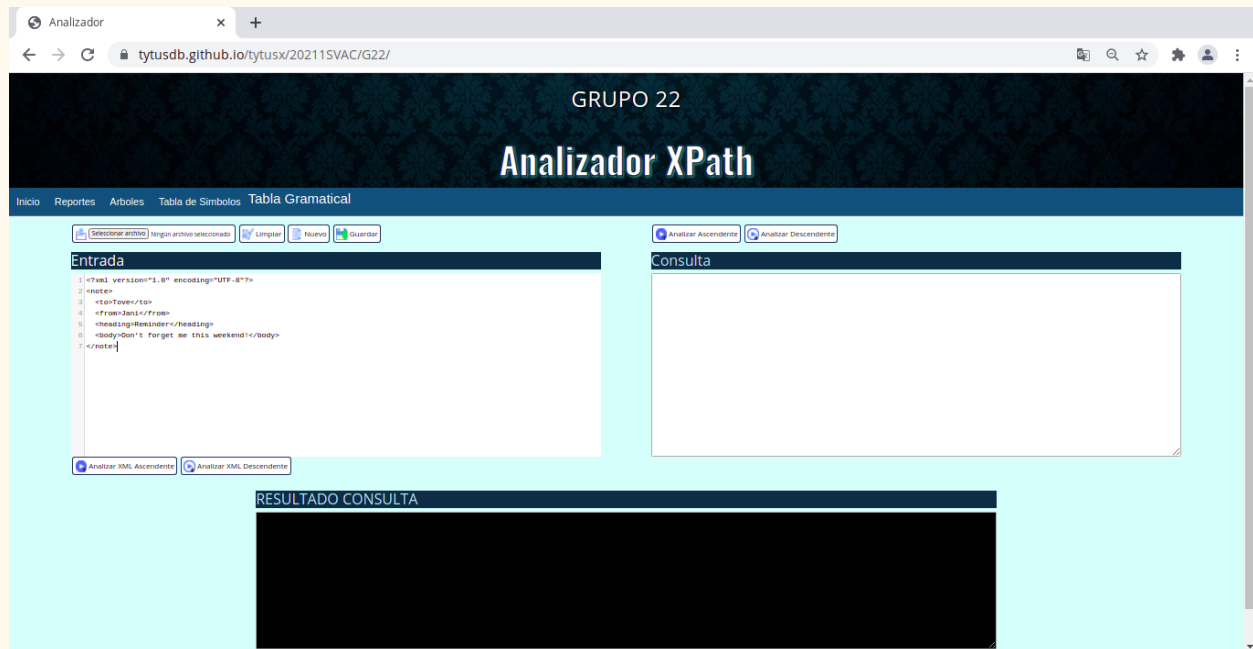 Analizador
tytusdb.github.io/tytusx/20211SVAC/G22/
GRUPO 22
Analizador XPath
Inicio Reportes Arboles Tabla de Simbolos Tabla Gramatical
Seleccionar archivo Ningún archivo seleccionado Limpiar Nuevo Guardar
Analizar Ascendente Analizar Descendente
Entrada
Consulta
1 <?xml version="1.0" encoding="UTF-8"?>
2 <note>
3 <to>Tove</to>
4 <from>Jani</from>
5 <heading>Reminder</heading>
6 <body>Don't forget me this weekend!</body>
7 </note>
Analizar XML Ascendente Analizar XML Descendente
RESULTADO CONSULTA